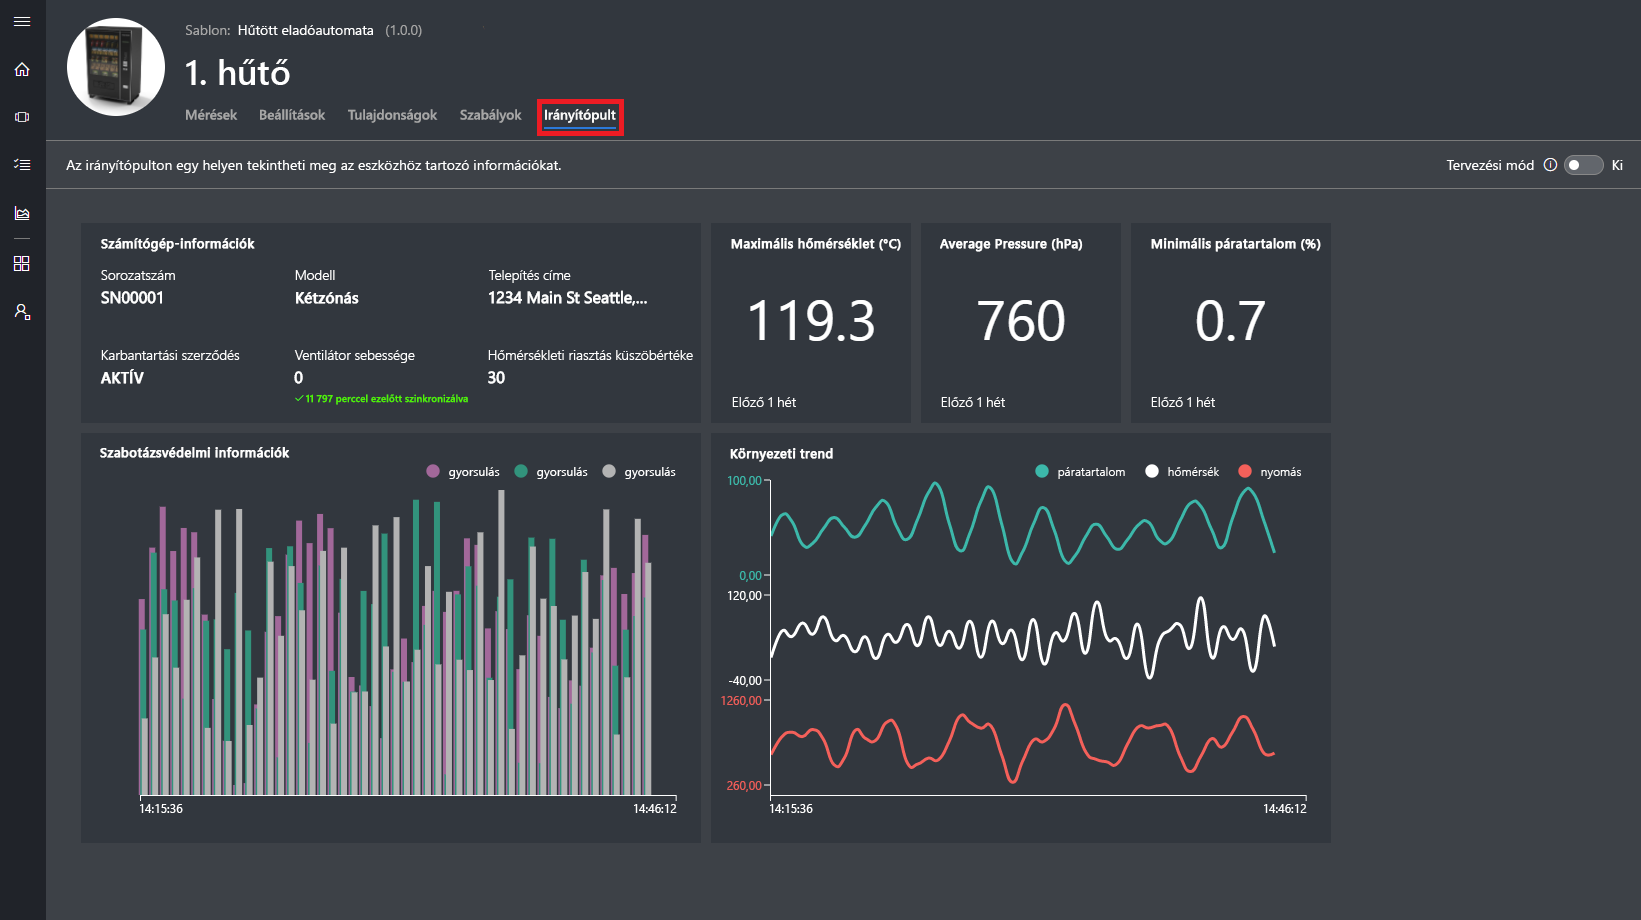 Sablon: Hűtött eladóautomata (1.0.0)
1. hűtő
Mérések Beállítások Tulajdonságok Szabályok Irányítópult
Az irányítópulton egy helyen tekintheti meg az eszközhöz tartozó információkat.
Tervezési mód Ki
Számítógép-információk
Sorozatszám Modell Telepítés címe
SN00001 Kétzónás 1234 Main St Seattle,...
Karbantartási szerződés Ventilátor sebessége Hőmérsékleti riasztás küszöbértéke
AKTÍV 0 30
11 797 perccel ezelőtt szinkronizálva
Maximális hőmérséklet (°C)
119.3
Előző 1 hét
Average Pressure (hPa)
760
Előző 1 hét
Minimális páratartalom (%)
0.7
Előző 1 hét
Szabotázsvédelmi információk
gyorsulás gyorsulás gyorsulás
14:15:36 14:46:12
Környezeti trend
páratartalom hőmérsék nyomás
100,00
0,00
120,00
-40,00
1260,00
260,00
14:15:36 14:46:12